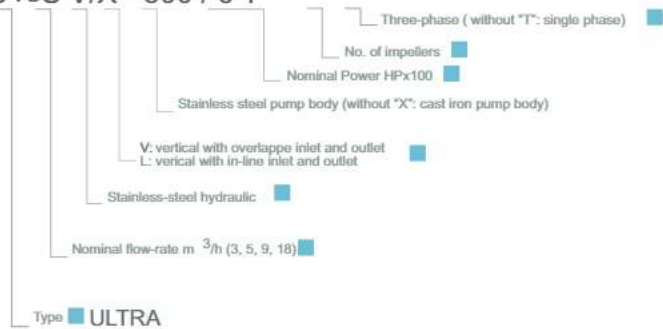 Three-phase ( without "T": single phase)
No. of impellers
Nominal Power HPx100
Stainless steel pump body (without "X": cast iron pump body)
V: vertical with overlappe inlet and outlet
L: verical with in-line inlet and outlet
Stainless-steel hydraulic
Nominal flow-rate m ³/h (3, 5, 9, 18)
Type ULTRA